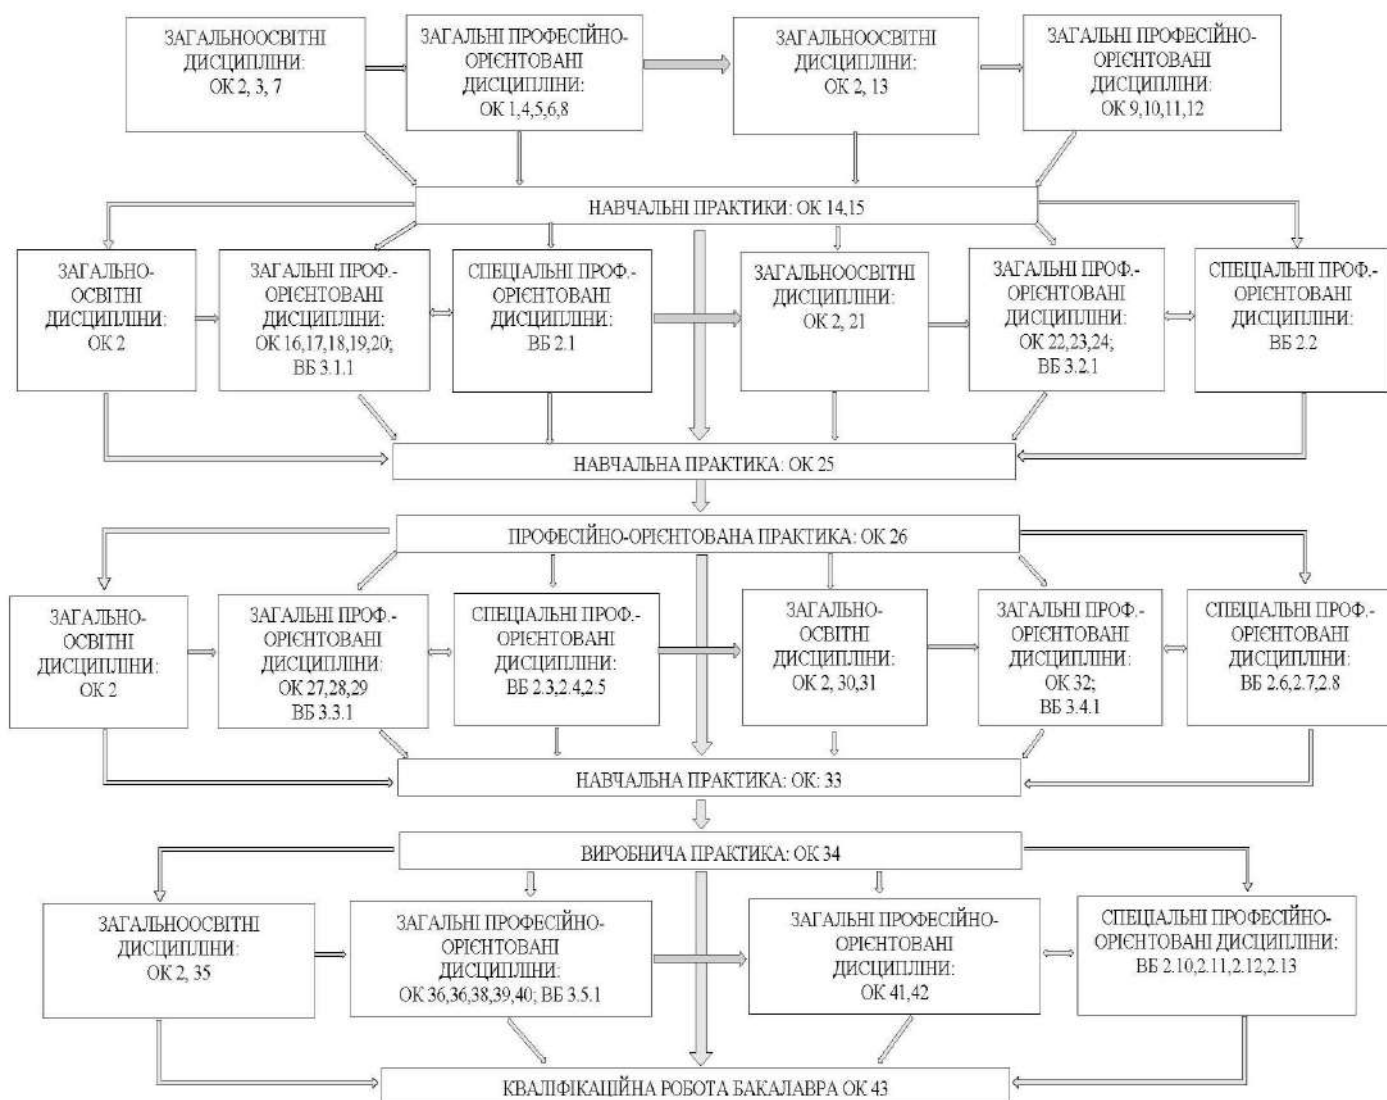 ЗАГАЛЬНООСВІТНІ
ДИСЦИПЛІНИ:
ОК 2, 3, 7
ЗАГАЛЬНІ ПРОФЕСІЙНО-
ОРІЄНТОВАНІ
ДИСЦИПЛІНИ:
ОК 1,4,5,6,8
ЗАГАЛЬНООСВІТНІ
ДИСЦИПЛІНИ:
ОК 2, 13
ЗАГАЛЬНІ ПРОФЕСІЙНО-
ОРІЄНТОВАНІ
ДИСЦИПЛІНИ:
ОК 9,10,11,12
НАВЧАЛЬНІ ПРАКТИКИ: ОК 14,15
ЗАГАЛЬНО-
ОСВІТНІ
ДИСЦИПЛІНИ:
ОК 2
ЗАГАЛЬНІ ПРОФ.-
ОРІЄНТОВАНІ
ДИСЦИПЛІНИ:
ОК 16,17,18,19,20;
ВБ 3.1.1
СПЕЦІАЛЬНІ ПРОФ.-
ОРІЄНТОВАНІ
ДИСЦИПЛІНИ:
ВБ 2.1
ЗАГАЛЬНООСВІТНІ
ДИСЦИПЛІНИ:
ОК 2, 21
ЗАГАЛЬНІ ПРОФ.-
ОРІЄНТОВАНІ
ДИСЦИПЛІНИ:
ОК 22,23,24;
ВБ 3.2.1
СПЕЦІАЛЬНІ ПРОФ.-
ОРІЄНТОВАНІ
ДИСЦИПЛІНИ:
ВБ 2.2
НАВЧАЛЬНА ПРАКТИКА: ОК 25
ПРОФЕСІЙНО-ОРІЄНТОВАНА ПРАКТИКА: ОК 26
ЗАГАЛЬНО-
ОСВІТНІ
ДИСЦИПЛІНИ:
ОК 2
ЗАГАЛЬНІ ПРОФ.-
ОРІЄНТОВАНІ
ДИСЦИПЛІНИ:
ОК 27,28,29
ВБ 3.3.1
СПЕЦІАЛЬНІ ПРОФ.-
ОРІЄНТОВАНІ
ДИСЦИПЛІНИ:
ВБ 2.3,2.4,2.5
ЗАГАЛЬНО-
ОСВІТНІ
ДИСЦИПЛІНИ:
ОК 2, 30,31
ЗАГАЛЬНІ ПРОФ.-
ОРІЄНТОВАНІ
ДИСЦИПЛІНИ:
ОК 32;
ВБ 3.4.1
СПЕЦІАЛЬНІ ПРОФ.-
ОРІЄНТОВАНІ
ДИСЦИПЛІНИ:
ВБ 2.6,2.7,2.8
НАВЧАЛЬНА ПРАКТИКА: ОК: 33
ВИРОБНИЧА ПРАКТИКА: ОК 34
ЗАГАЛЬНООСВІТНІ
ДИСЦИПЛІНИ:
ОК 2, 35
ЗАГАЛЬНІ ПРОФЕСІЙНО-
ОРІЄНТОВАНІ
ДИСЦИПЛІНИ:
ОК 36,36,38,39,40; ВБ 3.5.1
ЗАГАЛЬНІ ПРОФЕСІЙНО-
ОРІЄНТОВАНІ
ДИСЦИПЛІНИ:
ОК 41,42
СПЕЦІАЛЬНІ ПРОФЕСІЙНО-
ОРІЄНТОВАНІ ДИСЦИПЛІНИ:
ВБ 2.10,2.11,2.12,2.13
КВАЛІФІКАЦІЙНА РОБОТА БАКАЛАВРА ОК 43